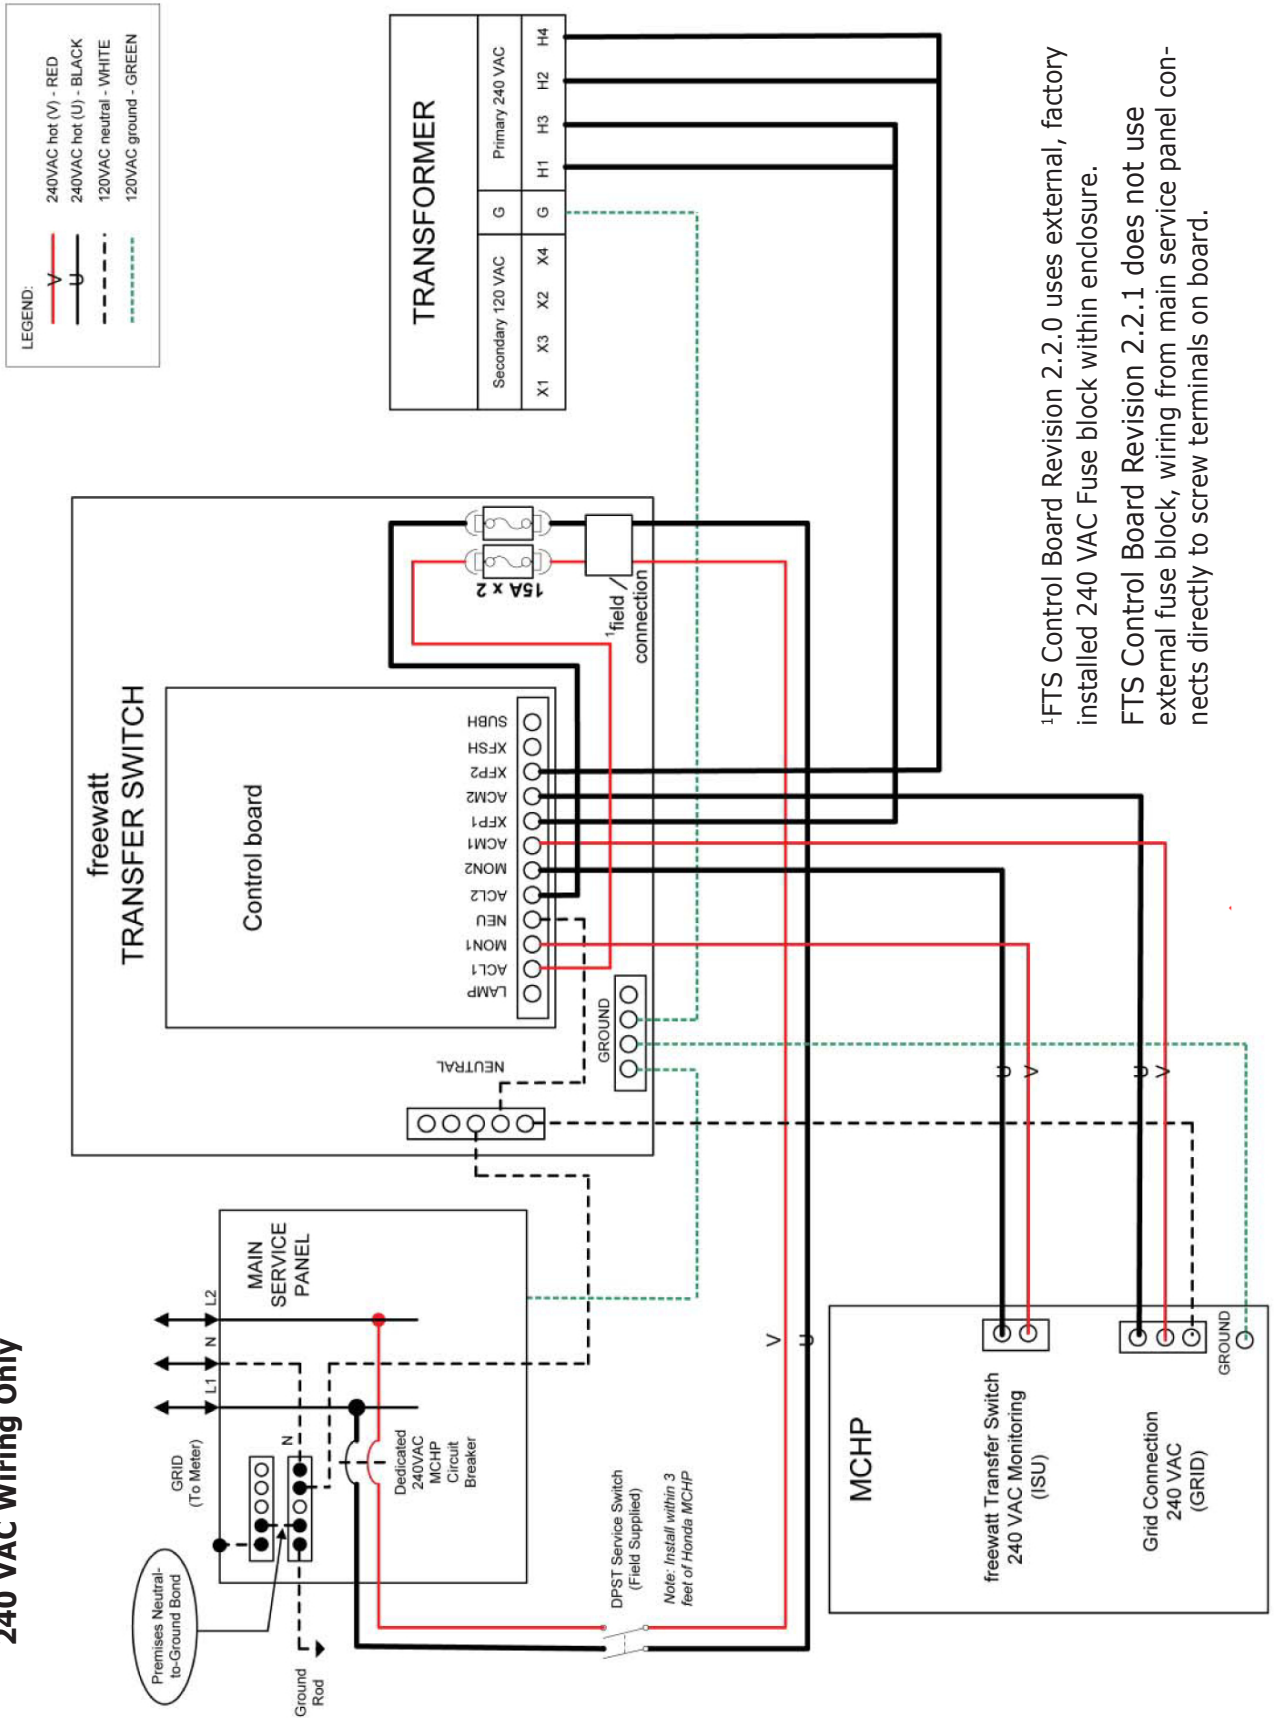 240 VAC Wiring Only
LEGEND:
V
240VAC hot (V) - RED
U
240VAC hot (U) - BLACK
120VAC neutral - WHITE
120VAC ground - GREEN
TRANSFORMER
Secondary 120 VAC
G
Primary 240 VAC
X1 X3 X2 X4 G H1 H3 H2 H4
freewatt
TRANSFER SWITCH
Control board
LAMP
ACL1
MON1
NEU
ACL2
MON2
ACM1
XFP1
ACM2
XFP2
XFSH
SUBH
15A x 2
1field /
connection
NEUTRAL
GROUND
MAIN
SERVICE
PANEL
L1
N
L2
GRID
(To Meter)
N
Dedicated
240VAC
MCHP
Circuit
Breaker
Premises Neutral-
to-Ground Bond
Ground
Rod
DPST Service Switch
(Field Supplied)
Note: Install within 3
feet of Honda MCHP
V
U
U
V
U
V
MCHP
freewatt Transfer Switch
240 VAC Monitoring
(ISU)
Grid Connection
240 VAC
(GRID)
GROUND
1FTS Control Board Revision 2.2.0 uses external, factory
installed 240 VAC Fuse block within enclosure.
FTS Control Board Revision 2.2.1 does not use
external fuse block, wiring from main service panel con-
nects directly to screw terminals on board.